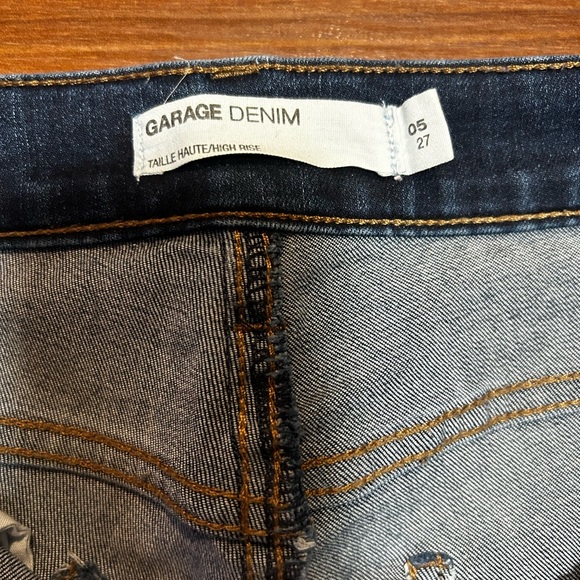 GARAGE DENIM
TAILLE HAUTE/HIGH RISE
05
27